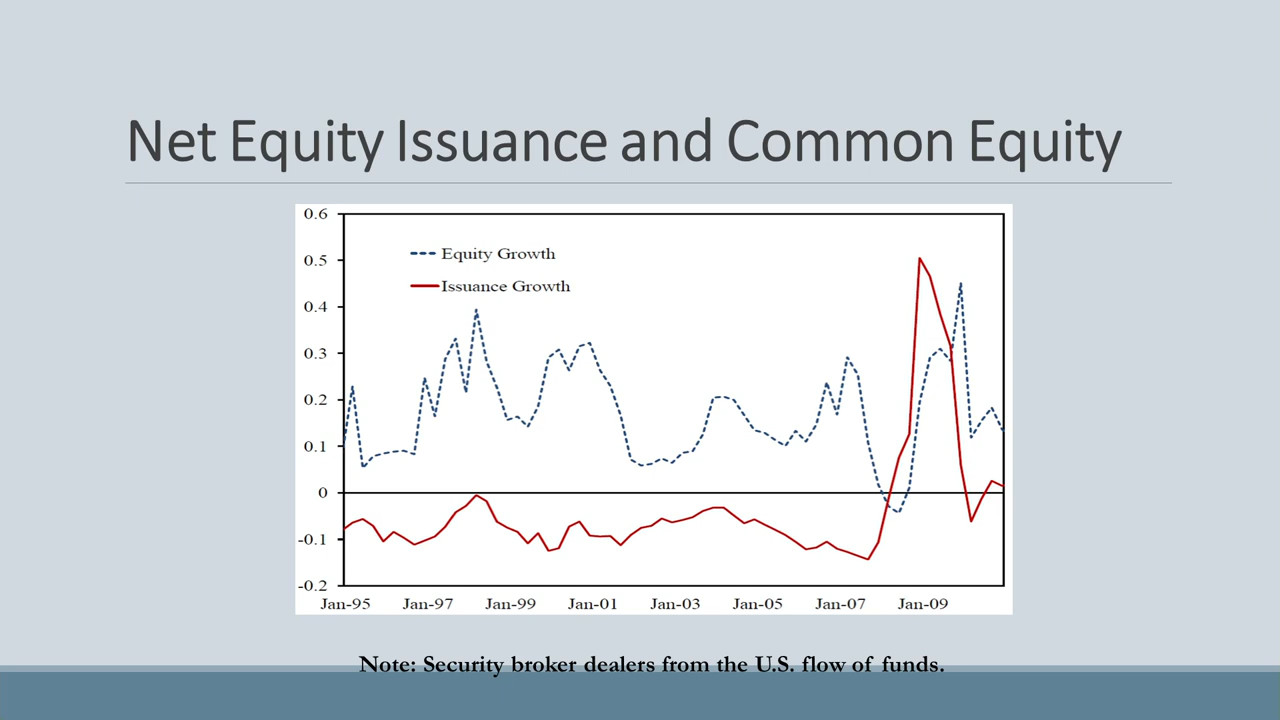 Net Equity Issuance and Common Equity
0.6
0.5
0.4
0.3
0.2
0.1
0
-0.1
-0.2
Equity Growth
Issuance Growth
Jan-95 Jan-97 Jan-99 Jan-01 Jan-03 Jan-05 Jan-07 Jan-09
Note: Security broker dealers from the U.S. flow of funds.